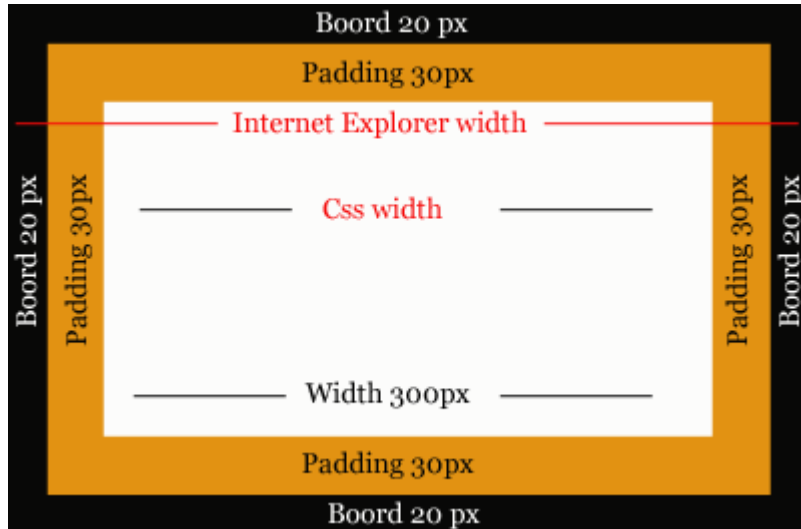 Boord 20 px
Padding 30px
Internet Explorer width
Boord 20 px
Padding 30px
Css width
Padding 30px
Boord 20 px
Width 300px
Padding 30px
Boord 20 px